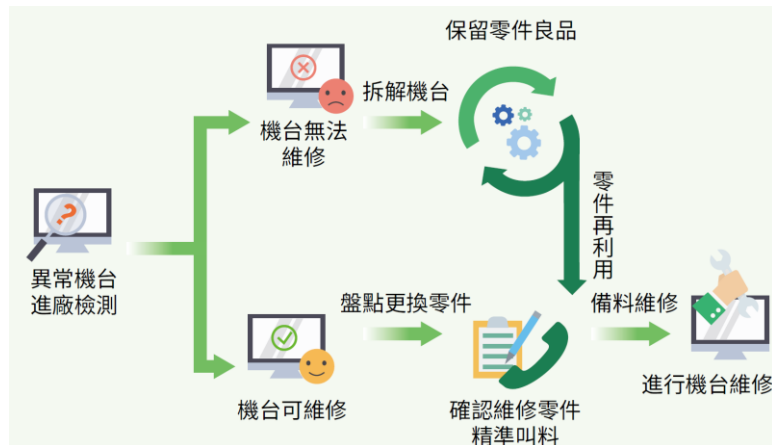 保留零件良品
拆解機台
機台無法
維修
零件再利用
異常機台
進廠檢測
盤點更換零件
備料維修
機台可維修
確認維修零件
精準叫料
進行機台維修